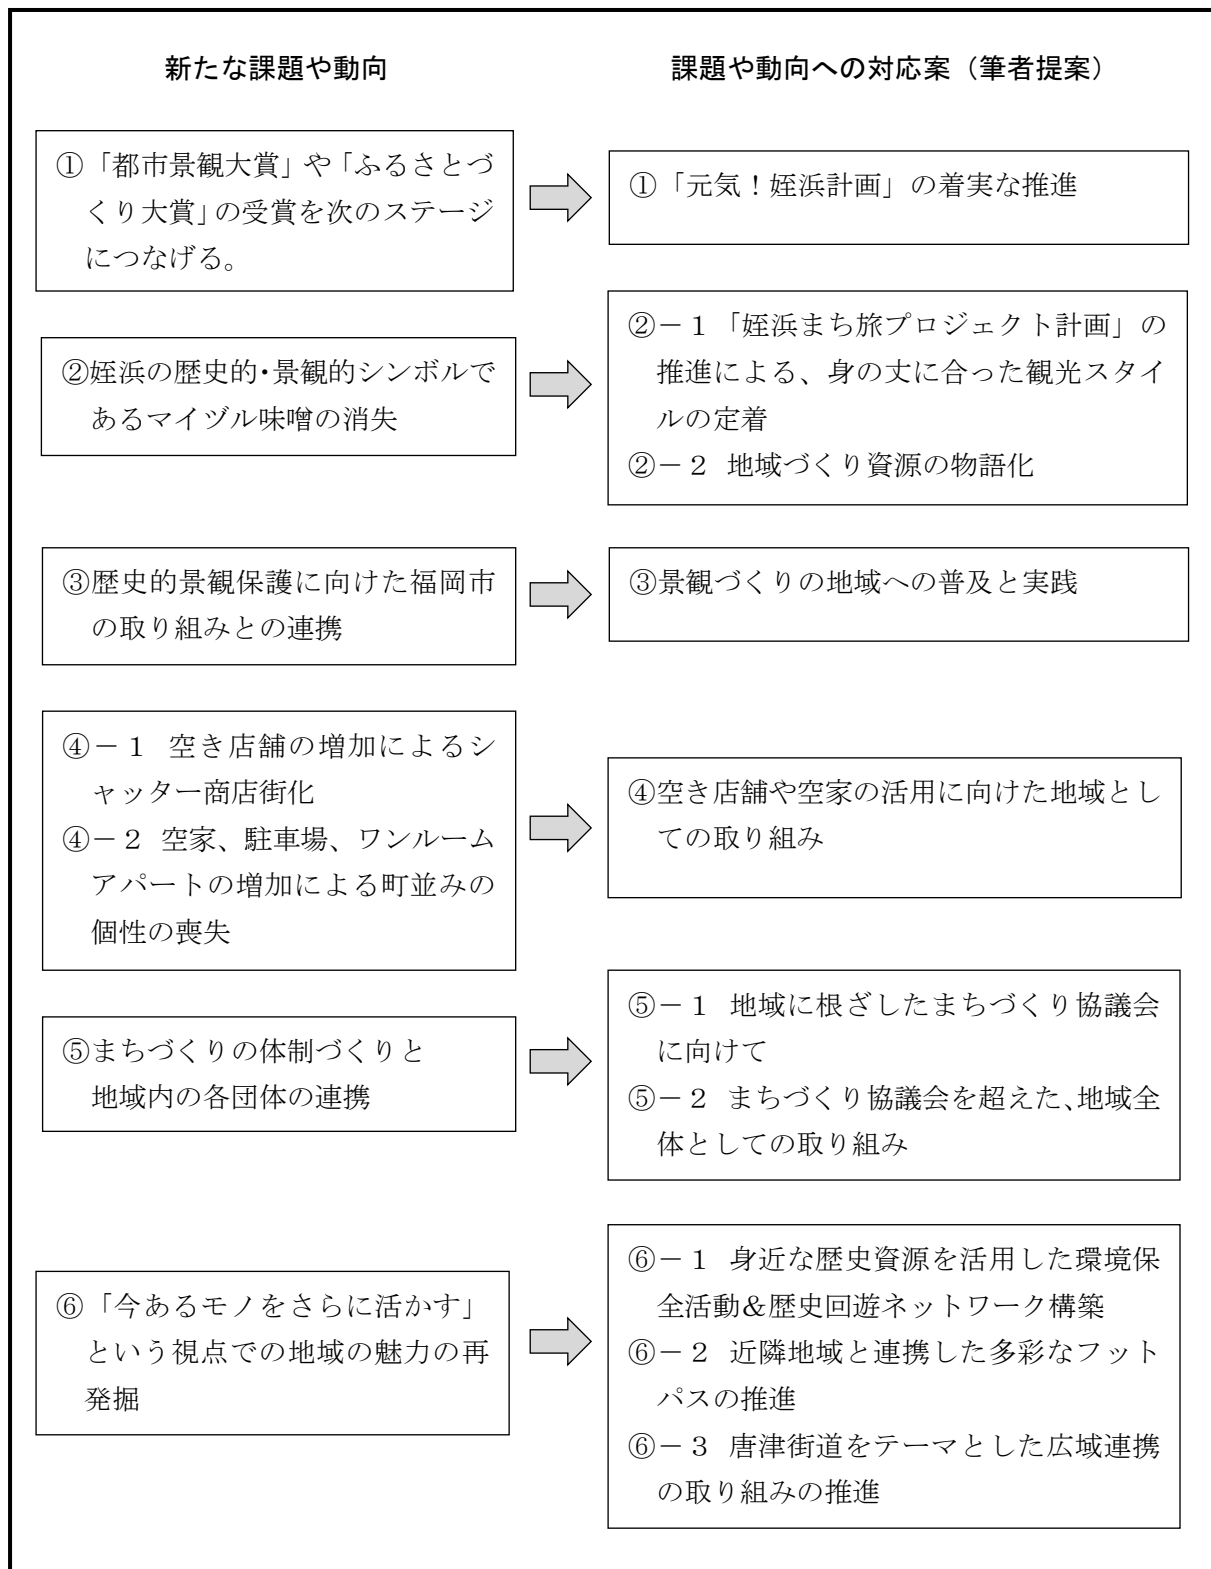 新たな課題や動向
課題や動向への対応案（筆者提案）
①「都市景観大賞」や「ふるさとづ
くり大賞」の受賞を次のステージ
につなげる。
①「元気！姪浜計画」の着実な推進
②姪浜の歴史的・景観的シンボルで
あるマイヅル味噌の消失
②－１「姪浜まち旅プロジェクト計画」の
推進による、身の丈に合った観光スタイ
ルの定着
②－２ 地域づくり資源の物語化
③歴史的景観保護に向けた福岡市
の取り組みとの連携
③景観づくりの地域への普及と実践
④－１ 空き店舗の増加によるシ
ャッター商店街化
④－２ 空家、駐車場、ワンルーム
アパートの増加による町並みの
個性の喪失
④空き店舗や空家の活用に向けた地域とし
ての取り組み
⑤まちづくりの体制づくりと
地域内の各団体の連携
⑤－１ 地域に根ざしたまちづくり協議会
に向けて
⑤－２ まちづくり協議会を超えた、地域全
体としての取り組み
⑥「今あるモノをさらに活かす」
という視点での地域の魅力の再
発掘
⑥－１ 身近な歴史資源を活用した環境保
全活動＆歴史回遊ネットワーク構築
⑥－２ 近隣地域と連携した多彩なフット
パスの推進
⑥－３ 唐津街道をテーマとした広域連携
の取り組みの推進